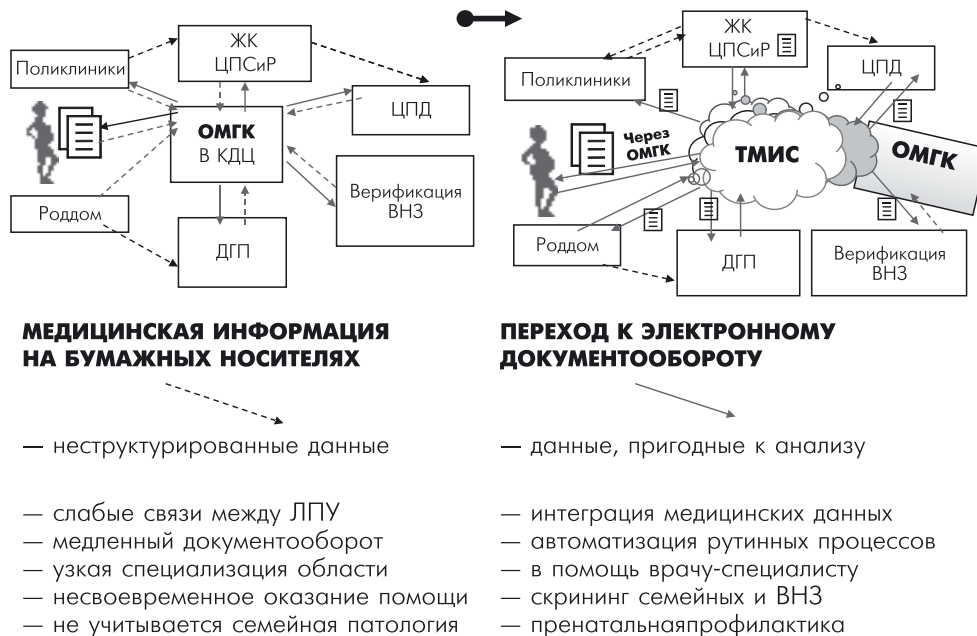 ЖК
ЦПСиР
Поликлиники
ЦПД
ОМГК
В КДЦ
Верификация
ВНЗ
Роддом
ДГП
ЖК
ЦПСиР
Поликлиники
ЦПД
Через
ОМГК
ТМИС
ОМГК
Роддом
ДГП
Верификация
ВНЗ
МЕДИЦИНСКАЯ ИНФОРМАЦИЯ
НА БУМАЖНЫХ НОСИТЕЛЯХ
— неструктурированные данные
— слабые связи между ЛПУ
— медленный документооборот
— узкая специализация области
— несвоевременное оказание помощи
— не учитывается семейная патология
ПЕРЕХОД К ЭЛЕКТРОННОМУ
ДОКУМЕНТООБОРОТУ
— данные, пригодные к анализу
— интеграция медицинских данных
— автоматизация рутинных процессов
— в помощь врачу-специалисту
— скрининг семейных и ВНЗ
— пренатальнаяпрофилактика